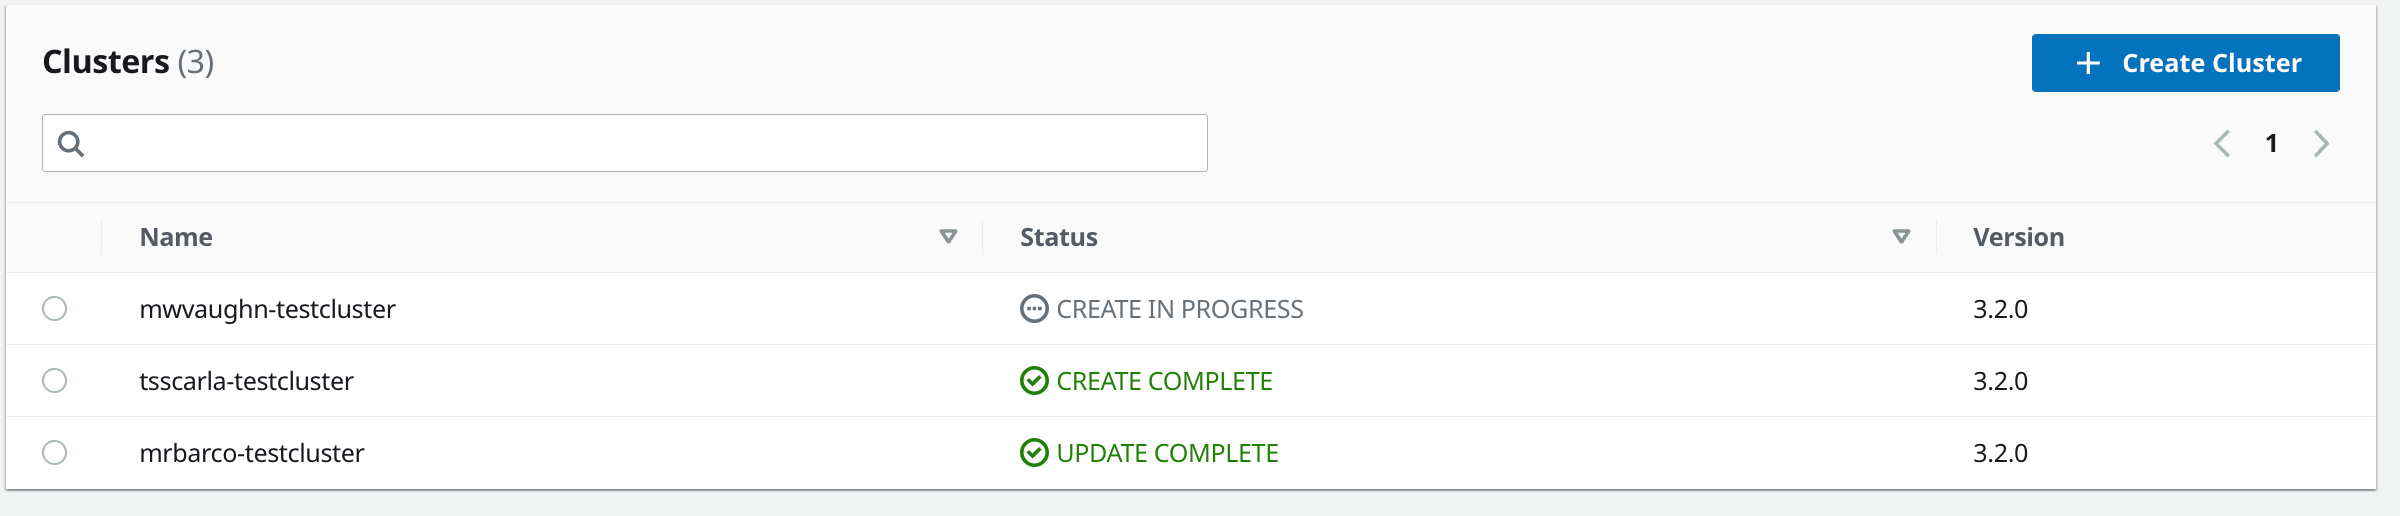 Clusters (3)
Create Cluster
1
Name Status Version
mwvaughn-testcluster CREATE IN PROGRESS 3.2.0
tsscarla-testcluster CREATE COMPLETE 3.2.0
mrbarco-testcluster UPDATE COMPLETE 3.2.0